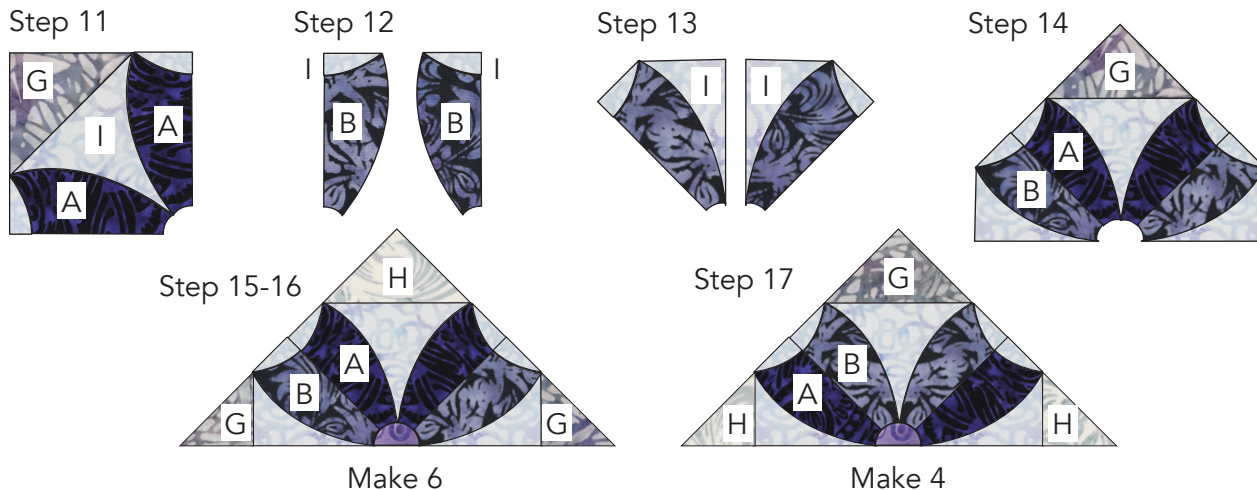 Step 11
G
I
A
A
Step 12
I
I
B
B
Step 13
I
I
Step 14
G
A
B
Step 15-16
H
A
B
G
G
Make 6
Step 17
G
B
A
H
H
Make 4